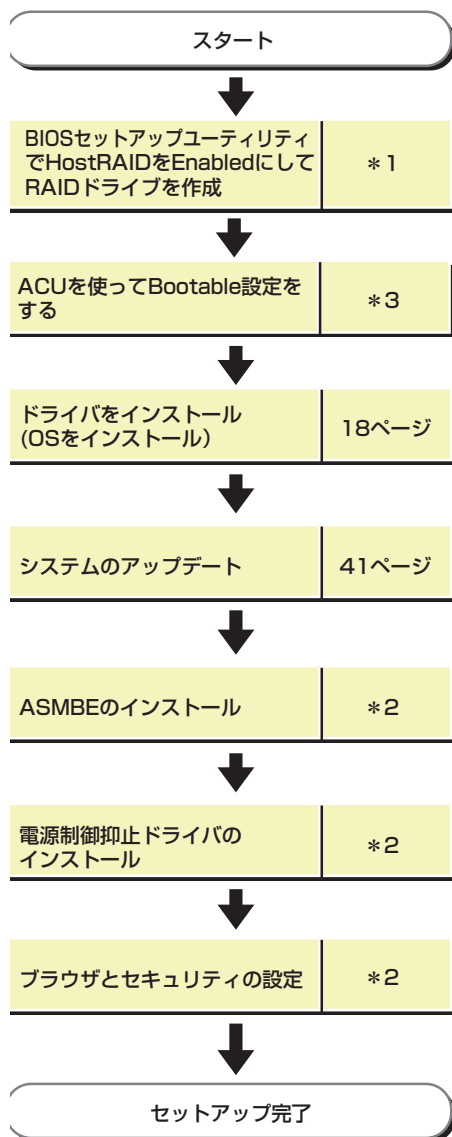 スタート
BIOSセットアップユーティリティ
でHostRAIDをEnabledにして
RAIDドライブを作成
＊1
ACUを使ってBootable設定を
する
＊3
ドライバをインストール
(OSをインストール）
18ページ
システムのアップデート
41ページ
ASMBEのインストール
＊2
電源制御抑止ドライバの
インストール
＊2
ブラウザとセキュリティの設定
＊2
セットアップ完了